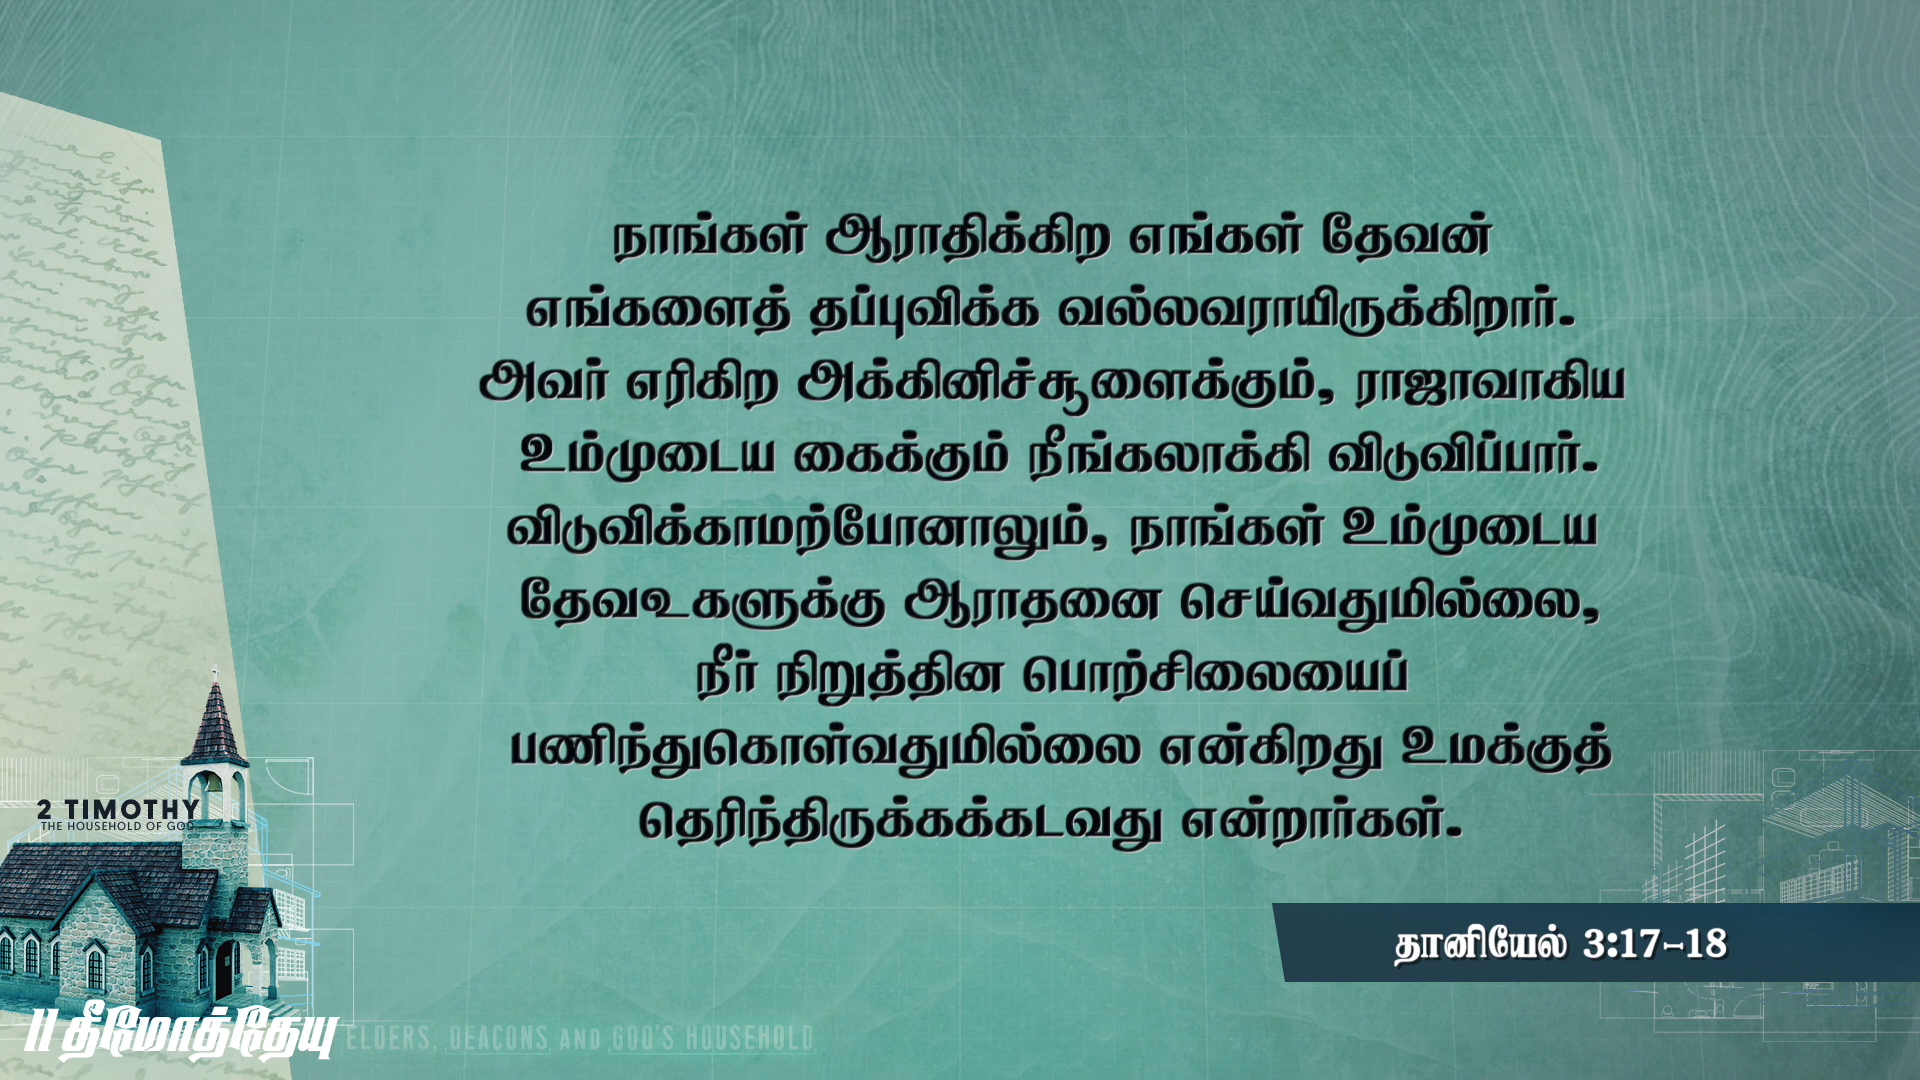 நாங்கள் ஆராதிக்கிற எங்கள் தேவன்
எங்களைத் தப்புவிக்க வல்லவராயிருக்கிறார்.
அவர் எரிகிற அக்கினிச்சூளைக்கும், ராஜாவாகிய
உம்முடைய கைக்கும் நீங்கலாக்கி விடுவிப்பார்.
விடுவிக்காமற்போனாலும், நாங்கள் உம்முடைய
தேவஉகளுக்கு ஆராதனை செய்வதுமில்லை,
நீர் நிறுத்தின பொற்சிலையைப்
பணிந்துகொள்வதுமில்லை என்கிறது உமக்குத்
தெரிந்திருக்கக்கடவது என்றார்கள்.
தானியேல் 3:17-18
2 TIMOTHY
THE HOUSEHOLD OF GOD
II தீமோத்தேயு
ELDERS, DEACONS AND GOD'S HOUSEHOLD